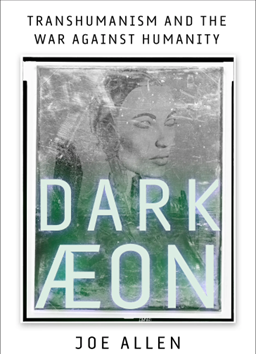 TRANSHUMANISM AND THE
WAR AGAINST HUMANITY
DARK
ÆON
JOE ALLEN